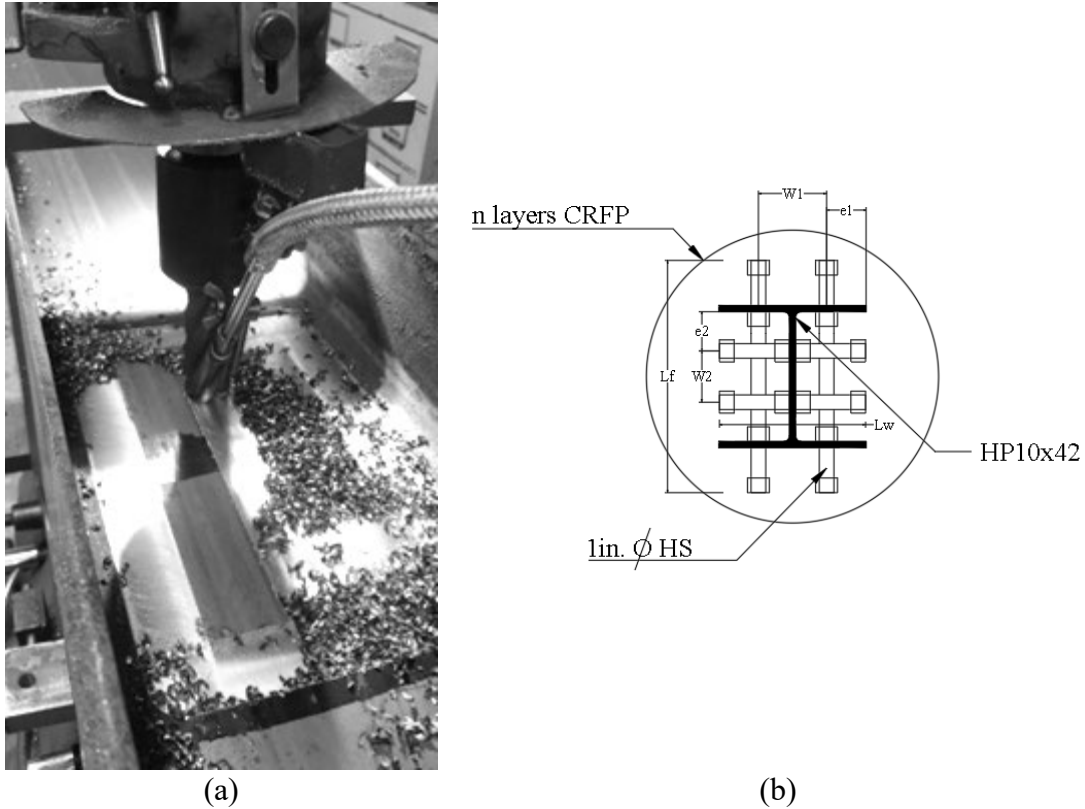 W1
e1
n layers CRFP
e2
Lf
W2
Lw
HP10x42
1in. Ø HS
(a)
(b)